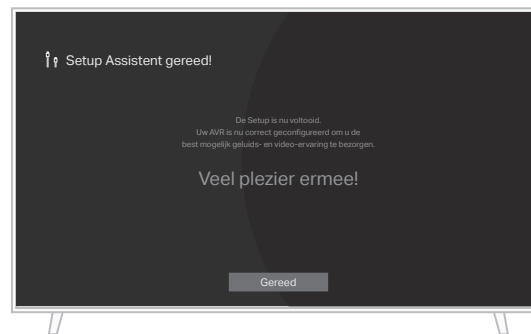 Setup Assistent gereed!
De Setup is nu voltooid.
Uw AVR is nu correct geconfigureerd om u de
best mogelijk geluids- en video-ervaring te bezorgen.
Veel plezier ermee!
Gereed